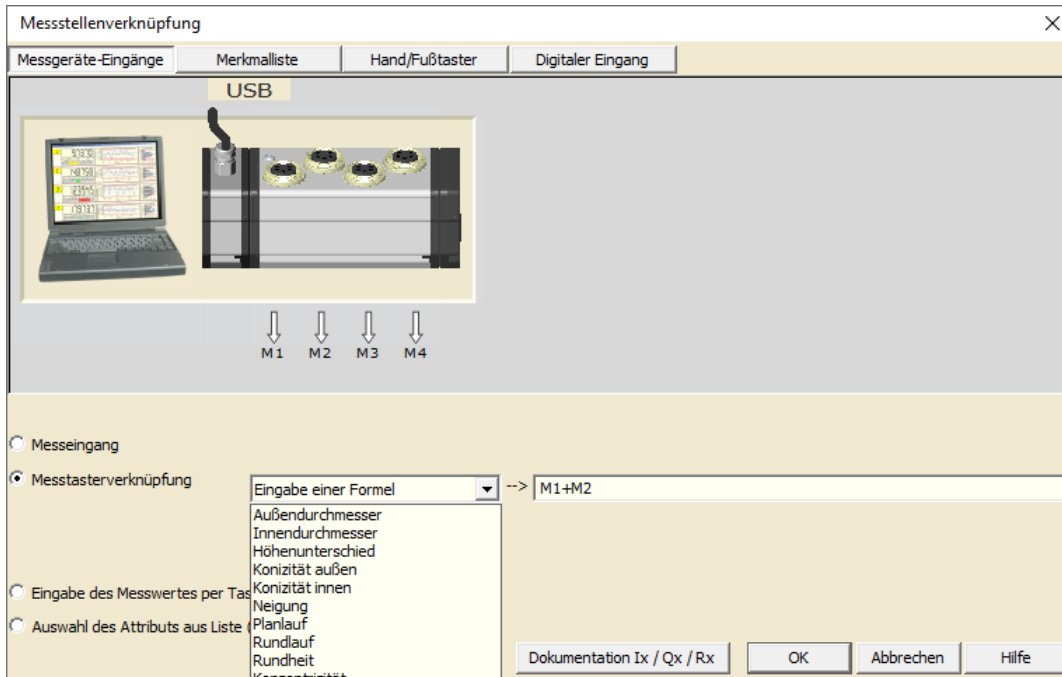 Messstellenverknüpfung
Messgeräte-Eingänge Merkmalliste Hand/Fußtaster Digitaler Eingang
USB
M1 M2 M3 M4
Messeingang
Messtasterverknüpfung Eingabe einer Formel --> M1+M2
Außendurchmesser
Innendurchmesser
Höhenunterschied
Konizität außen
Konizität innen
Eingabe des Messwertes per Tas
Neigung
Planlauf
Auswahl des Attributs aus Liste (
Rundlauf
Rundheit
Konzentrizität
Dokumentation Ix / Qx / Rx OK Abbrechen Hilfe